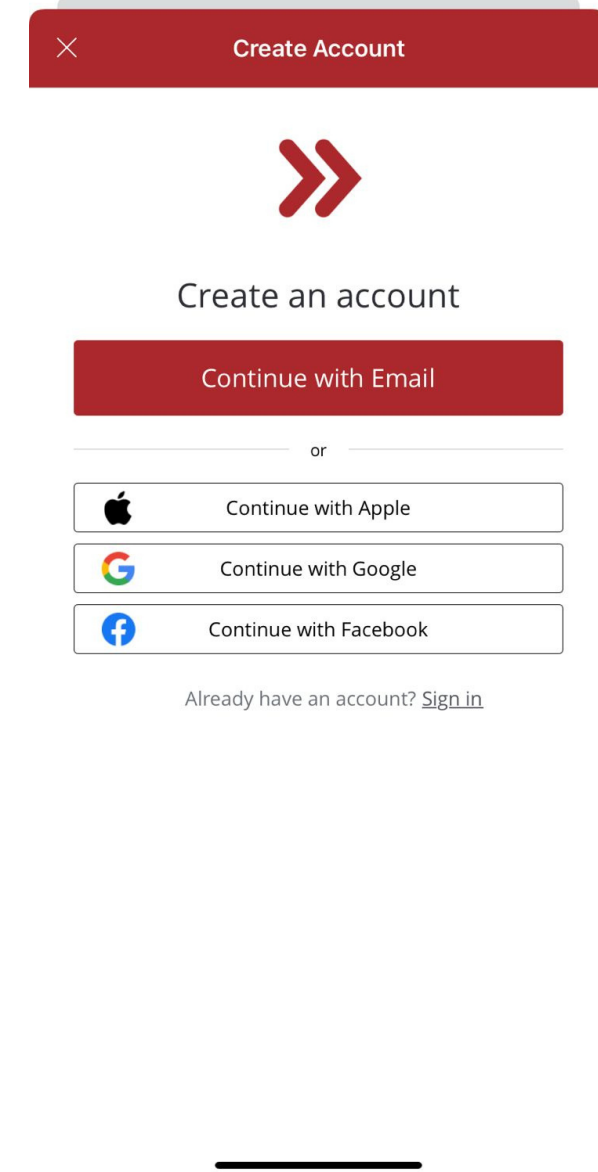 Create Account
Create an account
Continue with Email
or
Continue with Apple
Continue with Google
Continue with Facebook
Already have an account? Sign in